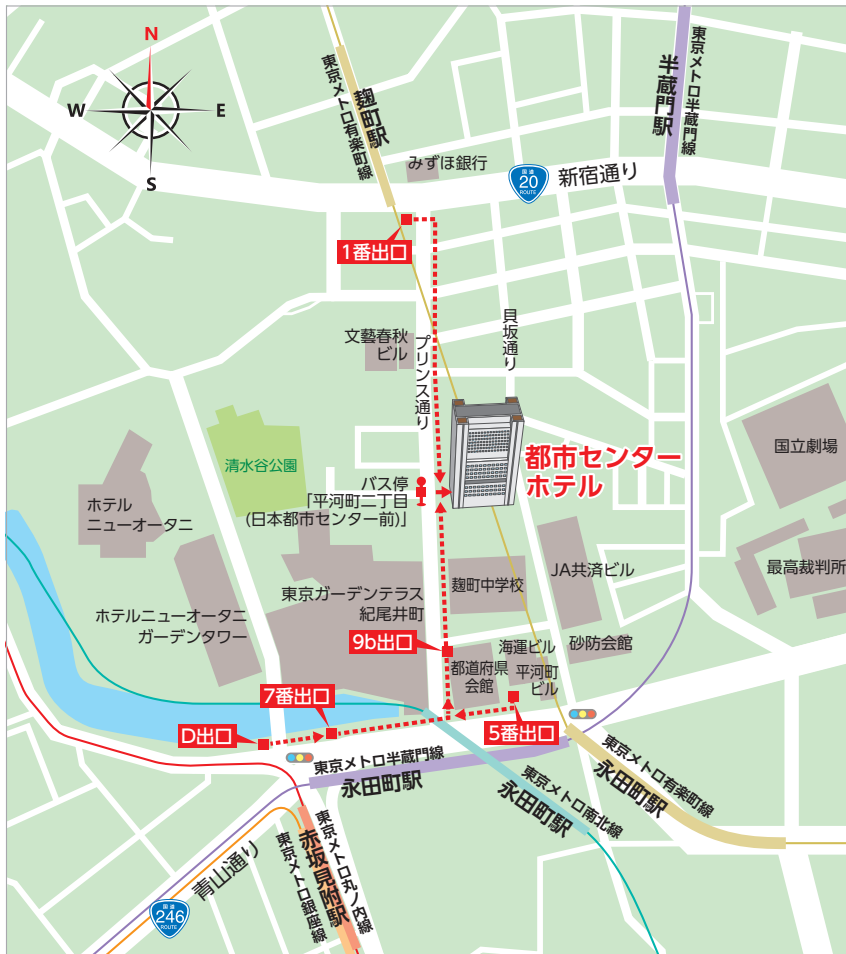 N
W
E
S
東京メトロ有楽町線
麹町駅
みずほ銀行
国道
20
ROUTE
新宿通り
半蔵門駅
東京メトロ半蔵門線
1番出口
文藝春秋
ビル
プリンス通り
貝坂通り
都市センター
ホテル
国立劇場
清水谷公園
バス停
「平河町二丁目
(日本都市センター前)」
ホテル
ニューオータニ
東京ガーデンテラス
紀尾井町
麹町中学校
JA共済ビル
最高裁判所
ホテルニューオータニ
ガーデンタワー
9b出口
海運ビル
砂防会館
都道府県
会館
平河町
ビル
7番出口
D出口
5番出口
東京メトロ半蔵門線
永田町駅
東京メトロ南北線
永田町駅
東京メトロ有楽町線
永田町駅
青山通り
国道
246
ROUTE
東京メトロ銀座線
赤坂見附駅
東京メトロ丸ノ内線